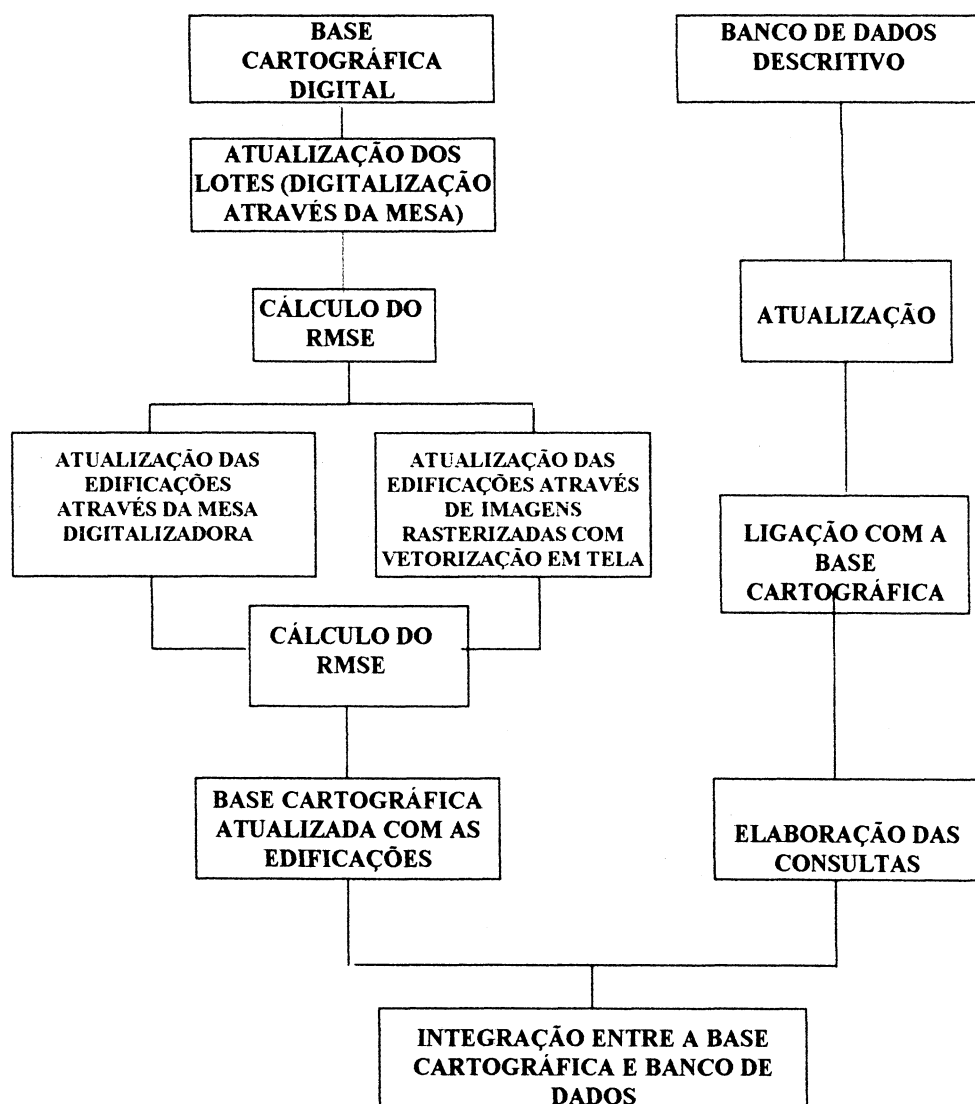 BASE
CARTOGRÁFICA
DIGITAL
BANCO DE DADOS
DESCRITIVO
ATUALIZAÇÃO DOS
LOTES (DIGITALIZAÇÃO
ATRAVÉS DA MESA)
CÁLCULO DO
RMSE
ATUALIZAÇÃO
ATUALIZAÇÃO DAS
EDIFICAÇÕES
ATRAVÉS DA MESA
DIGITALIZADORA
ATUALIZAÇÃO DAS
EDIFICAÇÕES ATRAVÉS
DE IMAGENS
RASTERIZADAS COM
VETORIZAÇÃO EM TELA
LIGAÇÃO COM A
BASE
CARTOGRÁFICA
CÁLCULO DO
RMSE
BASE CARTOGRÁFICA
ATUALIZADA COM AS
EDIFICAÇÕES
ELABORAÇÃO DAS
CONSULTAS
INTEGRAÇÃO ENTRE A BASE
CARTOGRÁFICA E BANCO DE
DADOS